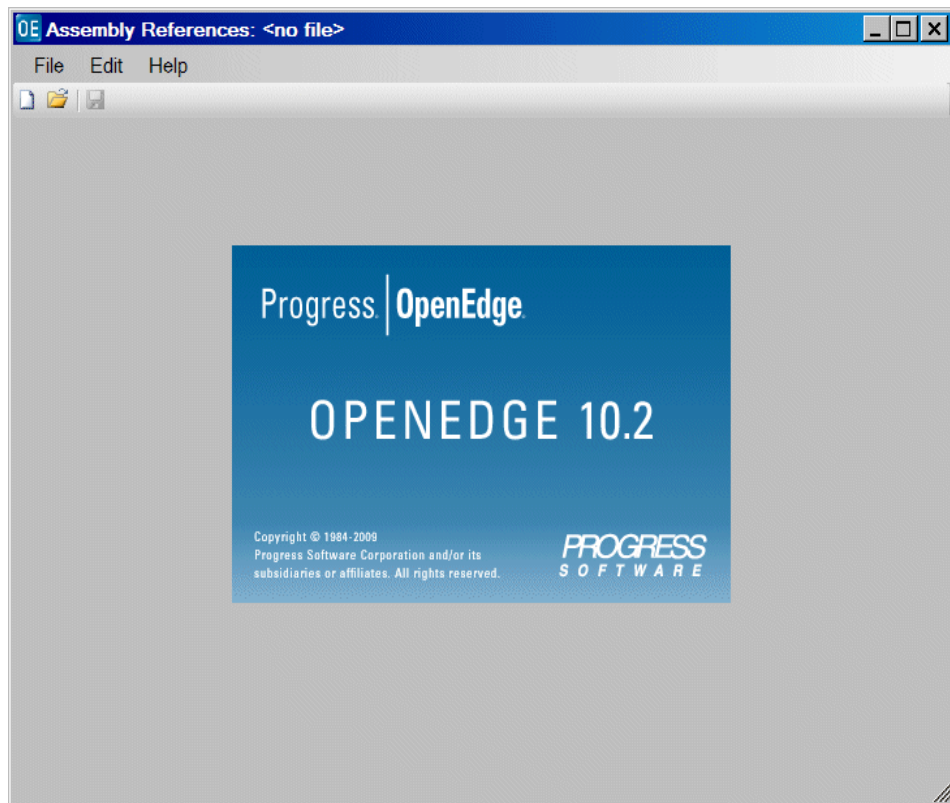 OE Assembly References: <no file>
File Edit Help
Progress OpenEdge
OPENEDGE 10.2
Copyright © 1984-2009
Progress Software Corporation and/or its
subsidiaries or affiliates. All rights reserved.
PROGRESS
SOFTWARE